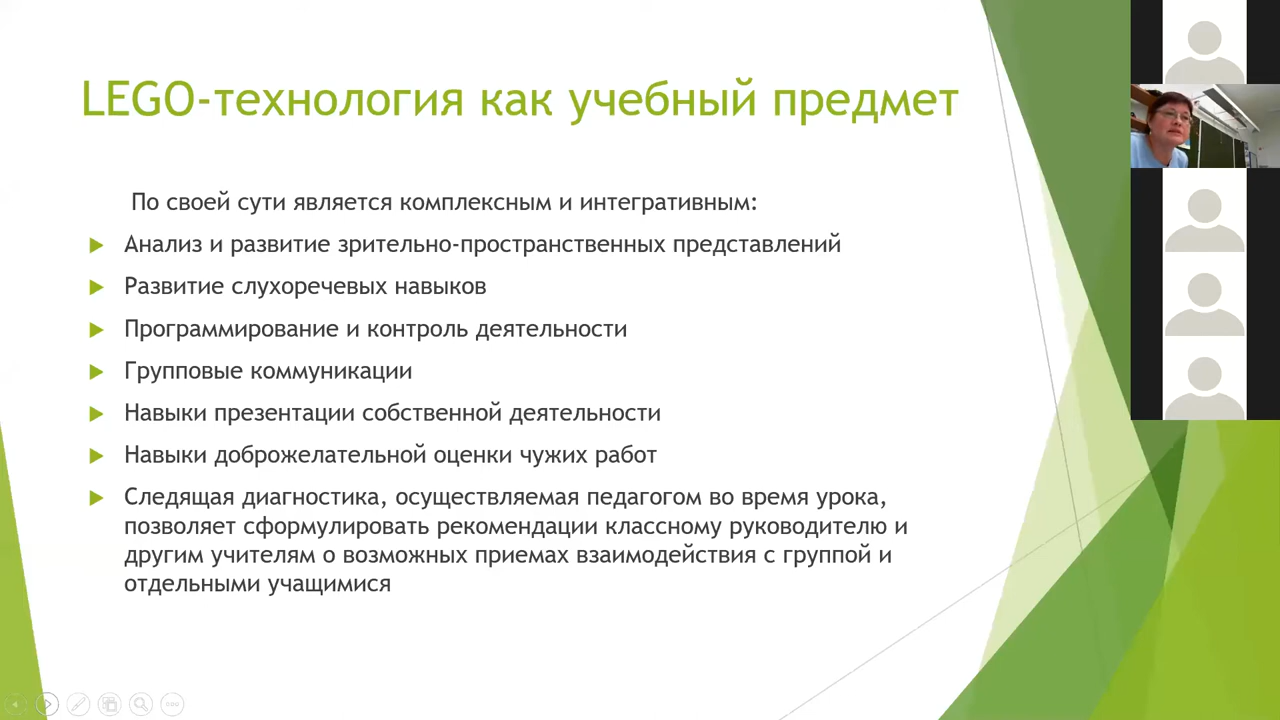 LEGO-технология как учебный предмет
По своей сути является комплексным и интегративным:
Анализ и развитие зрительно-пространственных представлений
Развитие слухоречевых навыков
Программирование и контроль деятельности
Групповые коммуникации
Навыки презентации собственной деятельности
Навыки доброжелательной оценки чужих работ
Следящая диагностика, осуществляемая педагогом во время урока,
позволяет сформулировать рекомендации классному руководителю и
другим учителям о возможных приемах взаимодействия с группой и
отдельными учащимися